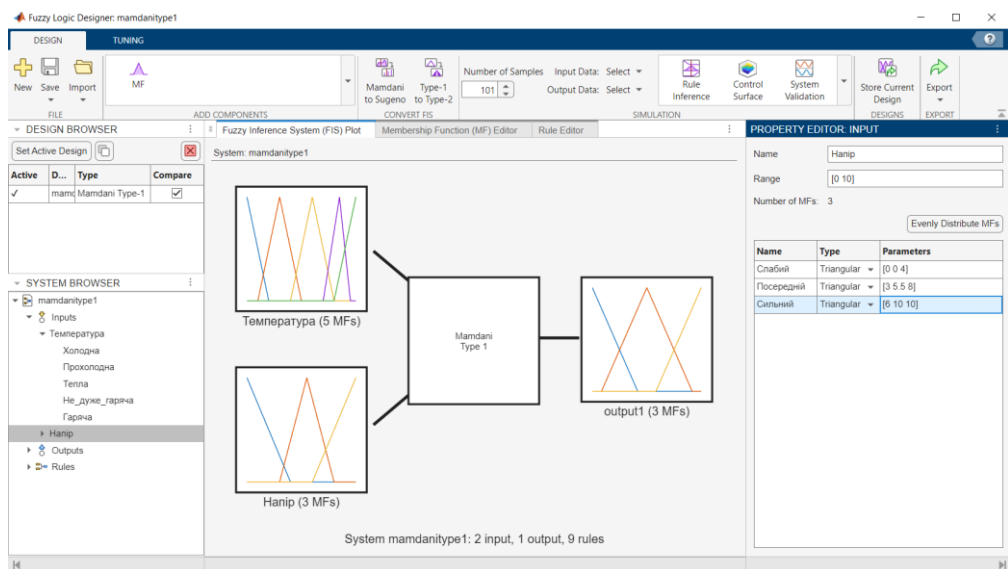 Fuzzy Logic Designer: mamdanitype1
DESIGN TUNING
New Save Import MF Mamdani to Sugeno Type-1 to Type-2 Number of Samples 101 Input Data: Select Output Data: Select Rule Inference Control Surface System Validation Store Current Design Export
FILE ADD COMPONENTS CONVERT FIS SIMULATION DESIGNS EXPORT
DESIGN BROWSER
Set Active Design
Active D... Type Compare
mamc Mamdani Type-1
SYSTEM BROWSER
mamdanitype1
Inputs
Температура
Холодна
Прохолодна
Тепла
Не_дуже_гаряча
Гаряча
Напір
Outputs
Rules
Fuzzy Inference System (FIS) Plot Membership Function (MF) Editor Rule Editor
System: mamdanitype1
Температура (5 MFs)
Mamdani
Type 1
output1 (3 MFs)
Напір (3 MFs)
System mamdanitype1: 2 input, 1 output, 9 rules
PROPERTY EDITOR: INPUT
Name Напір
Range [0 10]
Number of MFs: 3
Evenly Distribute MFs
Name Type Parameters
Слабий Triangular [0 0 4]
Посередній Triangular [3 5.5 8]
Сильний Triangular [6 10 10]